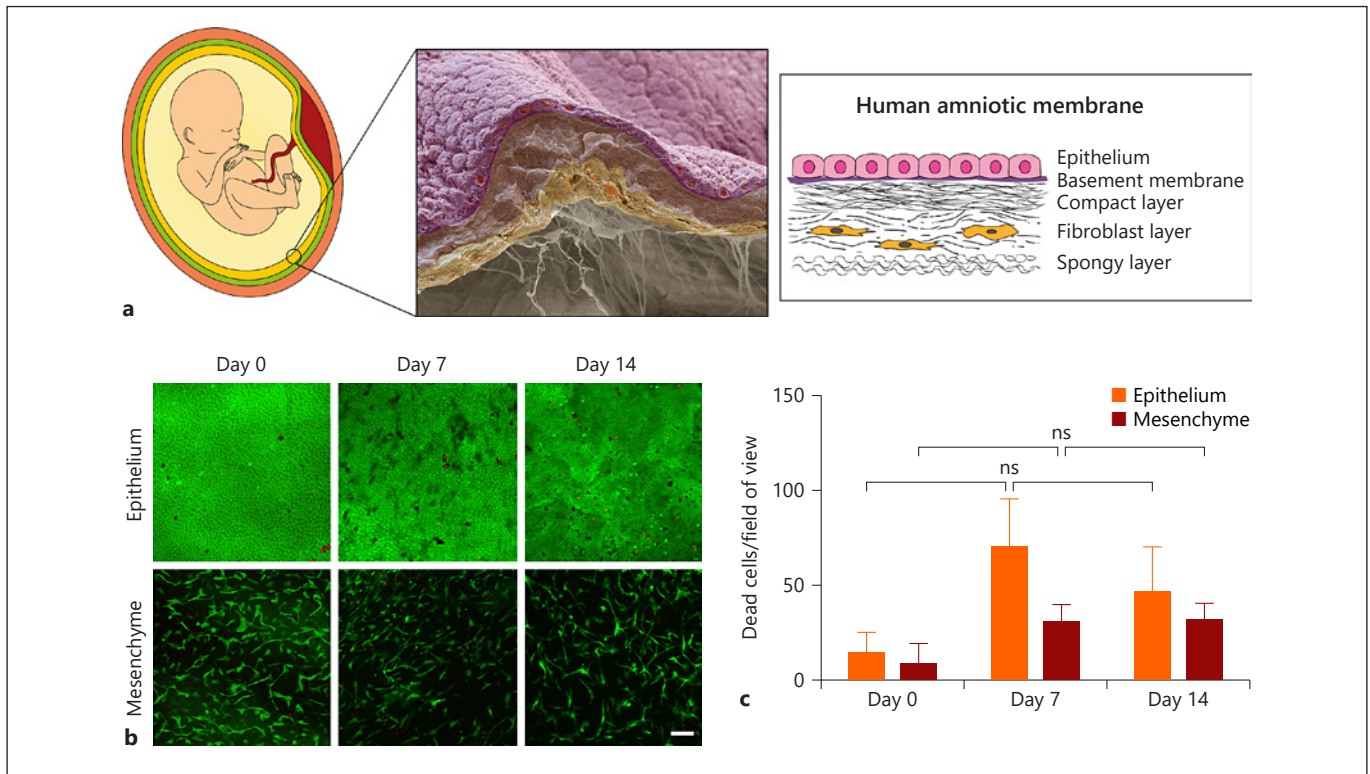 Human amniotic membrane
Epithelium
Basement membrane
Compact layer
Fibroblast layer
Spongy layer
a
Day 0
Day 7
Day 14
Epithelium
Mesenchyme
b
150
100
50
0
Dead cells/field of view
Epithelium
Mesenchyme
ns
ns
Day 0
Day 7
Day 14
c